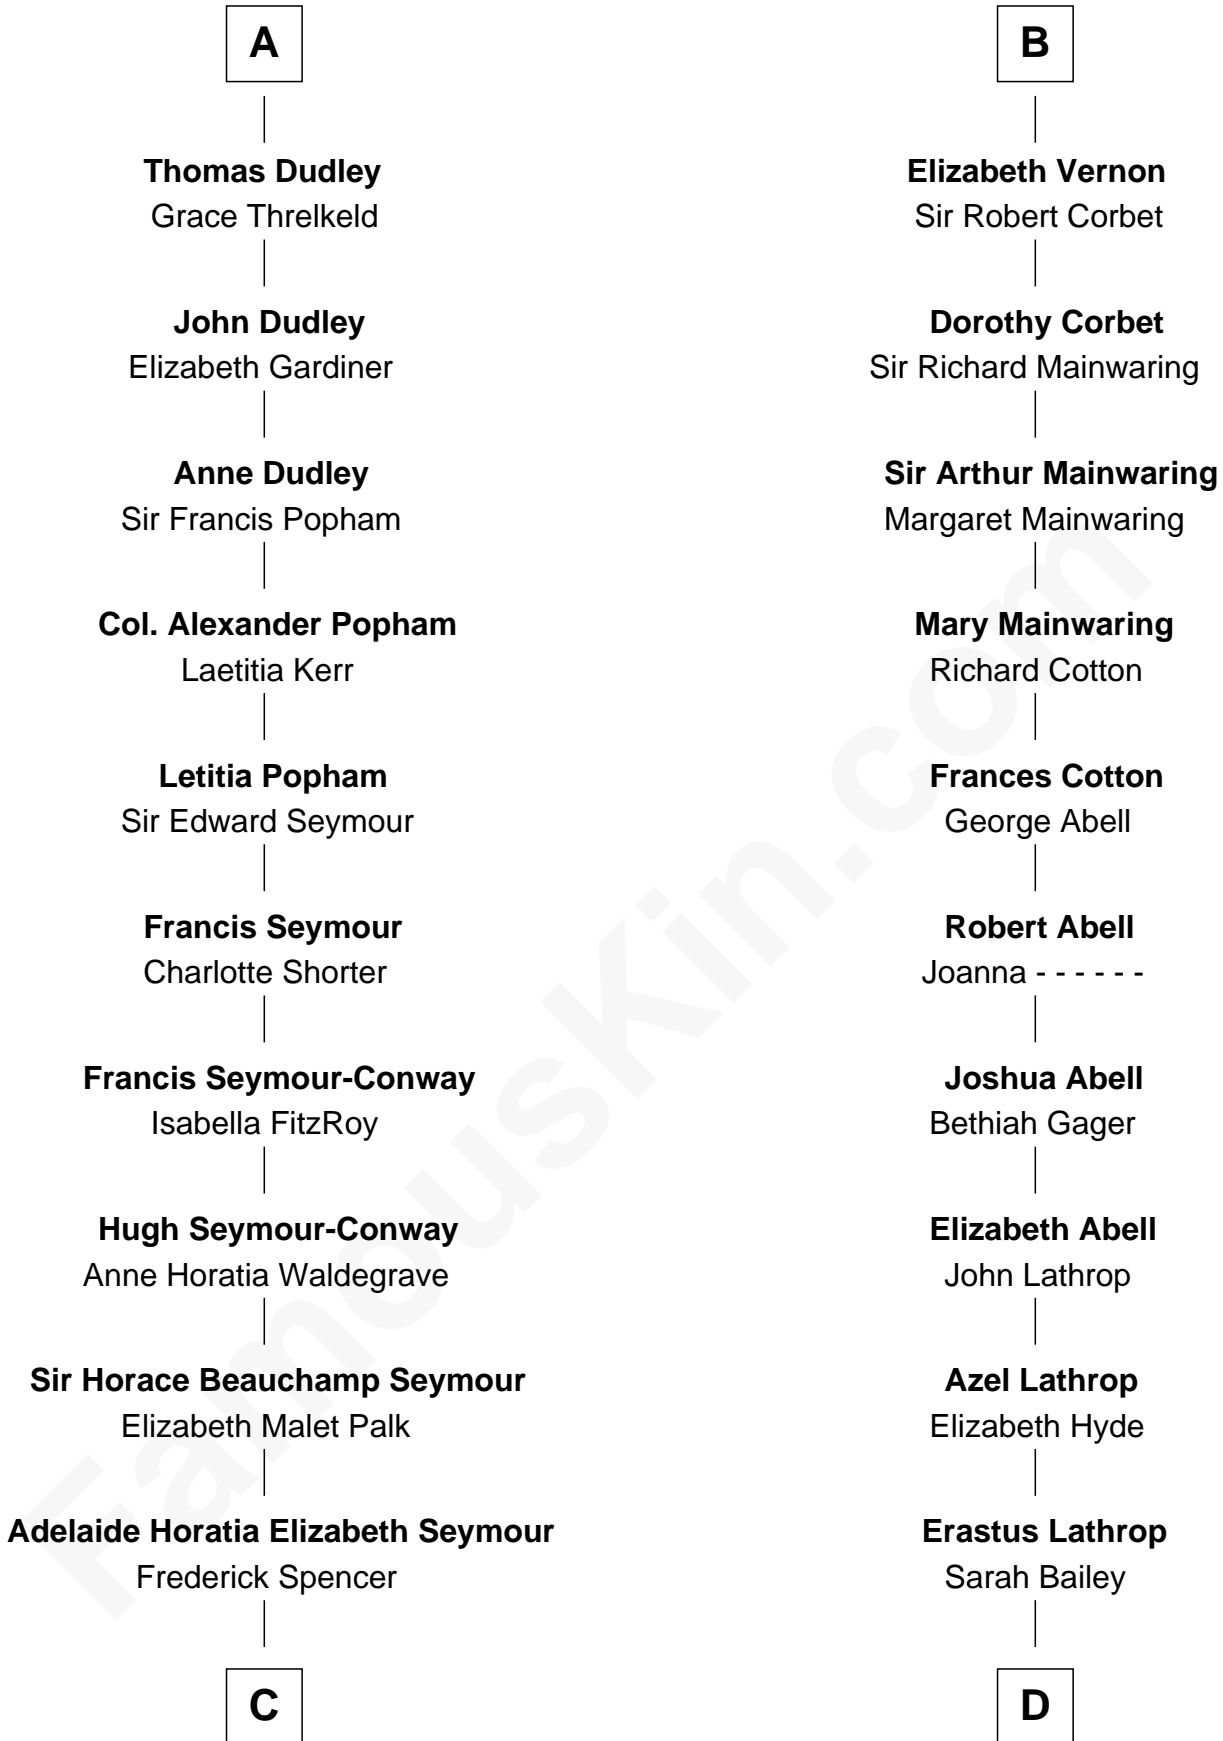 A
Thomas Dudley
Grace Threlkeld
John Dudley
Elizabeth Gardiner
Anne Dudley
Sir Francis Popham
Col. Alexander Popham
Laetitia Kerr
Letitia Popham
Sir Edward Seymour
Francis Seymour
Charlotte Shorter
Francis Seymour-Conway
Isabella FitzRoy
Hugh Seymour-Conway
Anne Horatia Waldegrave
Sir Horace Beauchamp Seymour
Elizabeth Malet Palk
Adelaide Horatia Elizabeth Seymour
Frederick Spencer
C
B
Elizabeth Vernon
Sir Robert Corbet
Dorothy Corbet
Sir Richard Mainwaring
Sir Arthur Mainwaring
Margaret Mainwaring
Mary Mainwaring
Richard Cotton
Frances Cotton
George Abell
Robert Abell
Joanna - - - - - -
Joshua Abell
Bethiah Gager
Elizabeth Abell
John Lathrop
Azel Lathrop
Elizabeth Hyde
Erastus Lathrop
Sarah Bailey
D
FamousKin.com